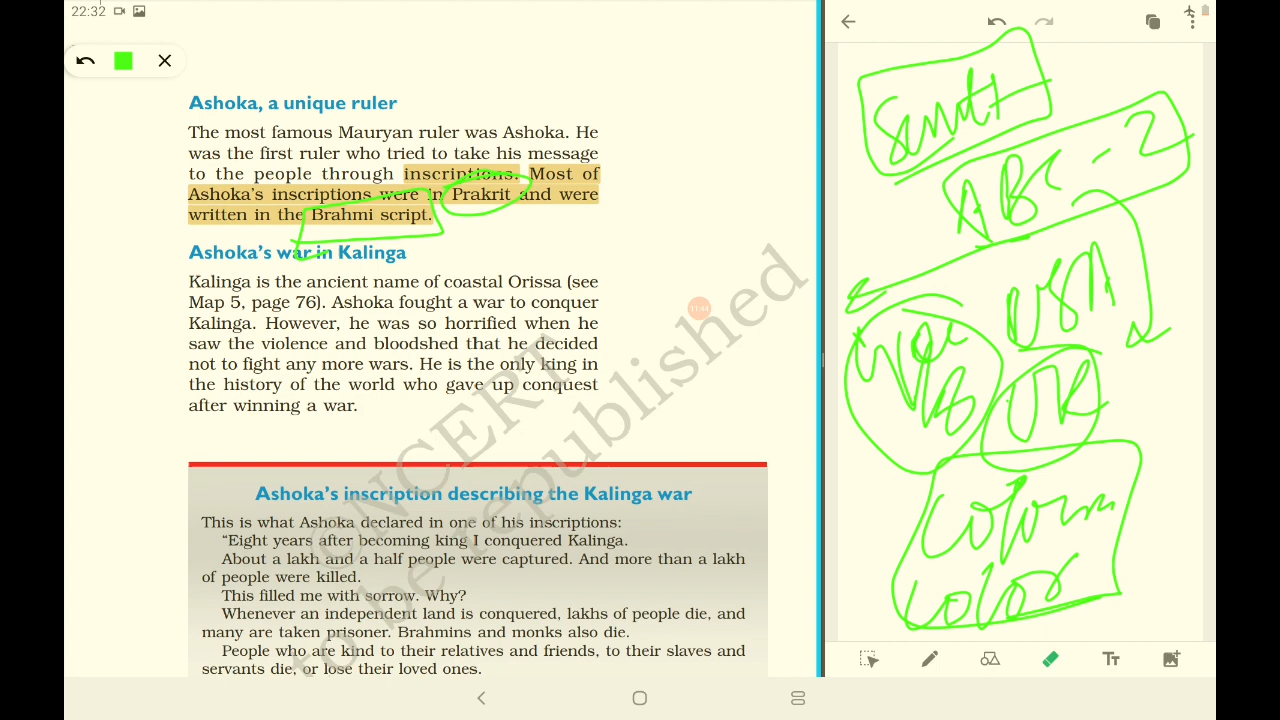 22:32
Ashoka, a unique ruler
The most famous Mauryan ruler was Ashoka. He
was the first ruler who tried to take his message
to the people through inscriptions. Most of
Ashoka's inscriptions were in Prakrit and were
written in the Brahmi script.
Ashoka's war in Kalinga
Kalinga is the ancient name of coastal Orissa (see
Map 5, page 76). Ashoka fought a war to conquer
Kalinga. However, he was so horrified when he
saw the violence and bloodshed that he decided
not to fight any more wars. He is the only king in
the history of the world who gave up conquest
after winning a war.
Ashoka's inscription describing the Kalinga war
This is what Ashoka declared in one of his inscriptions:
“Eight years after becoming king I conquered Kalinga.
About a lakh and a half people were captured. And more than a lakh
of people were killed.
This filled me with sorrow. Why?
Whenever an independent land is conquered, lakhs of people die, and
many are taken prisoner. Brahmins and monks also die.
People who are kind to their relatives and friends, to their slaves and
servants die, or lose their loved ones.
©NCERT
to be republished
11:41
ABC - Z
USA
UK
Colour
Color
Tт